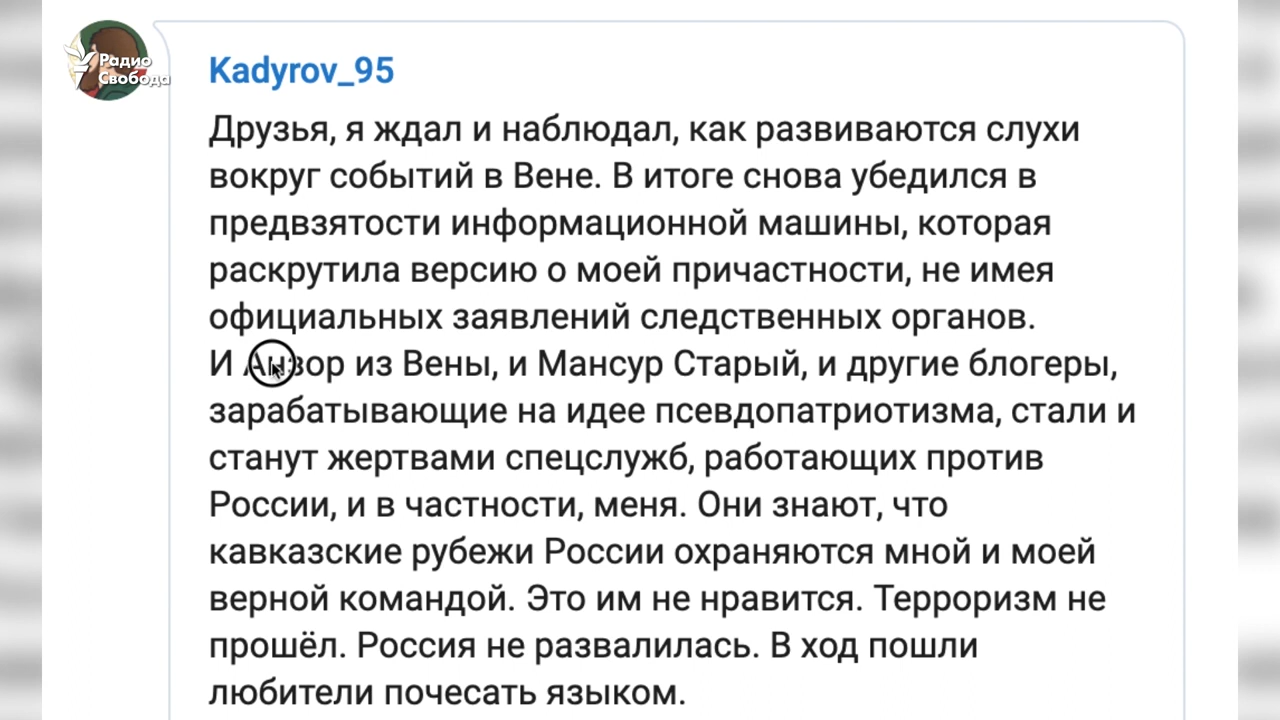 Радио
Свобода
Kadyrov_95
Друзья, я ждал и наблюдал, как развиваются слухи
вокруг событий в Вене. В итоге снова убедился в
предвзятости информационной машины, которая
раскрутила версию о моей причастности, не имея
официальных заявлений следственных органов.
И Анзор из Вены, и Мансур Старый, и другие блогеры,
зарабатывающие на идее псевдопатриотизма, стали и
станут жертвами спецслужб, работающих против
России, и в частности, меня. Они знают, что
кавказские рубежи России охраняются мной и моей
верной командой. Это им не нравится. Терроризм не
прошёл. Россия не развалилась. В ход пошли
любители почесать языком.